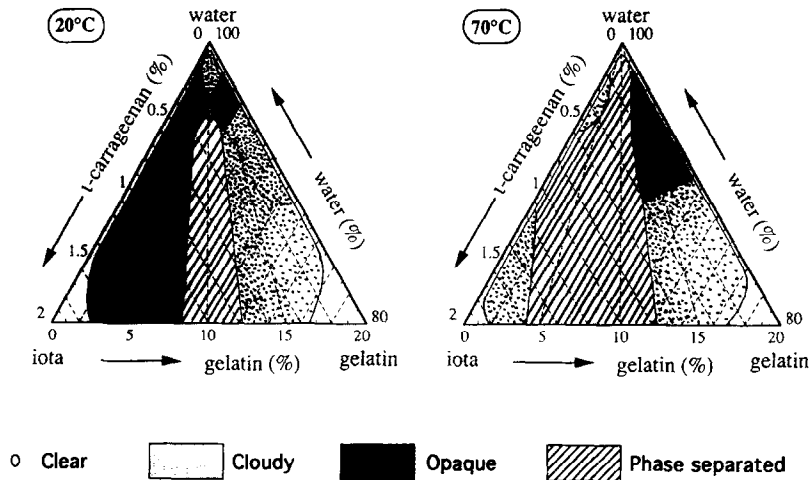 20°C
water
0 100
ι-carrageenan (%)
0.5
1
1.5
2
water (%)
80
0 5 10 15 20
iota
gelatin (%)
gelatin
70°C
water
0 100
ι-carrageenan (%)
0.5
1
1.5
2
water (%)
80
0 5 10 15 20
iota
gelatin (%)
gelatin
Clear
Cloudy
Opaque
Phase separated